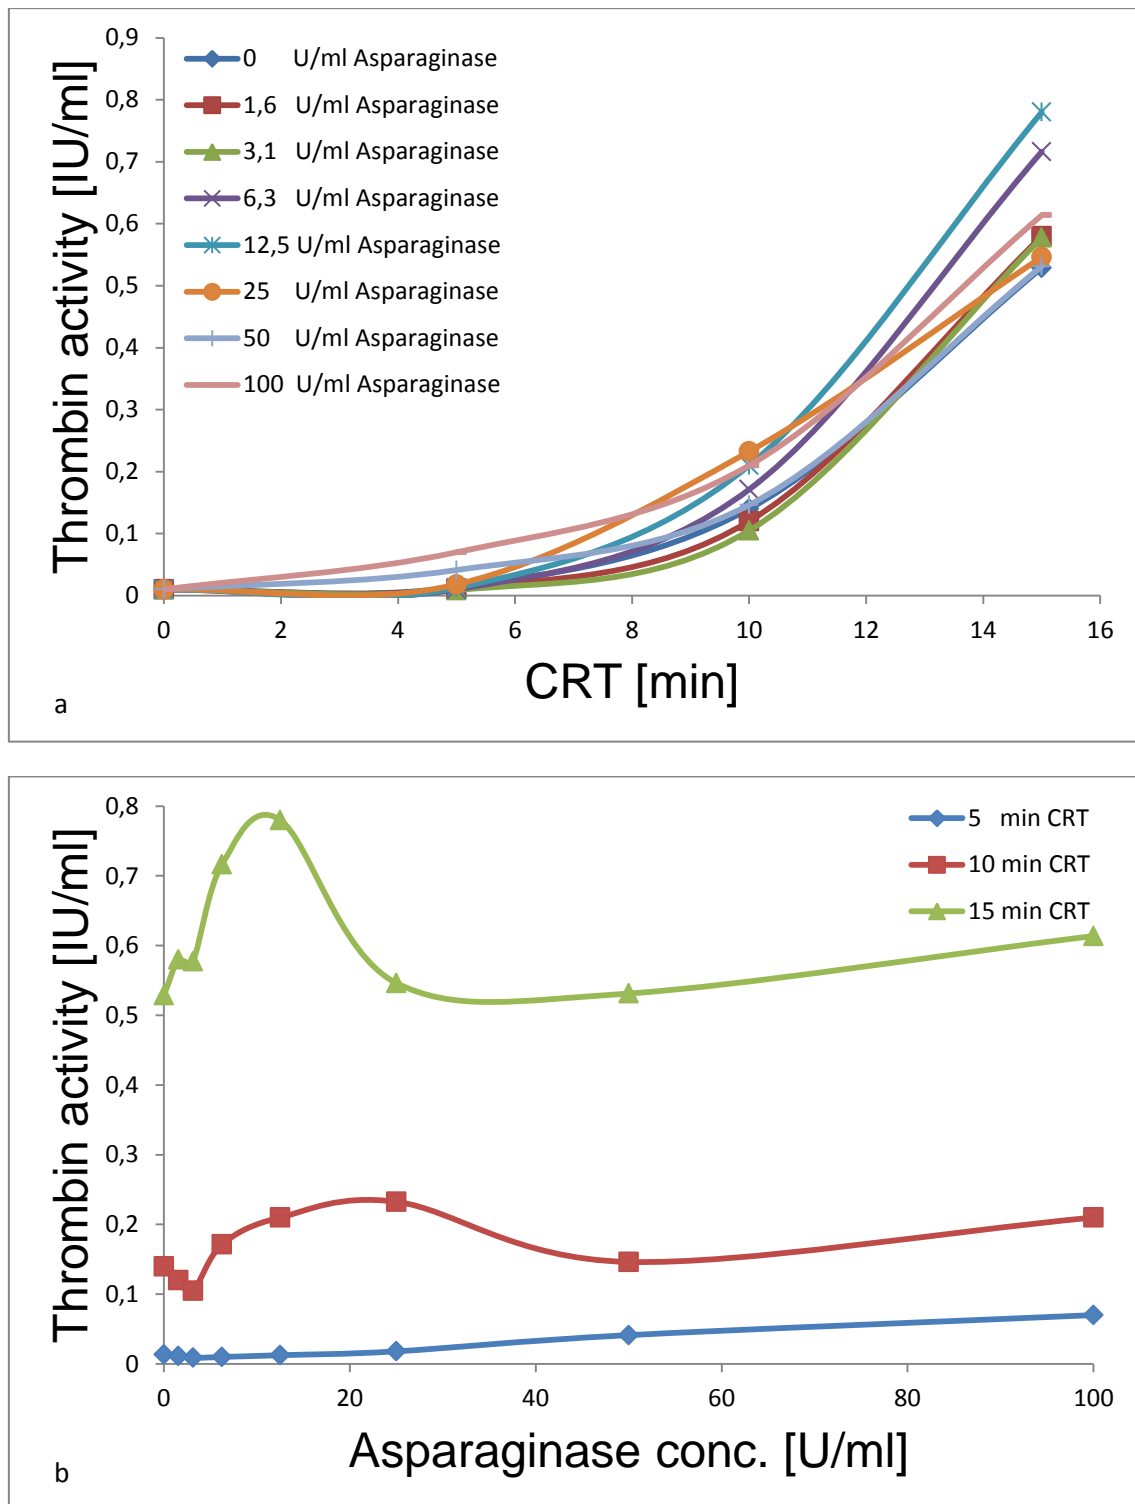 Thrombin activity [IU/ml]
0,9
0,8
0,7
0,6
0,5
0,4
0,3
0,2
0,1
0
0 U/ml Asparaginase
1,6 U/ml Asparaginase
3,1 U/ml Asparaginase
6,3 U/ml Asparaginase
12,5 U/ml Asparaginase
25 U/ml Asparaginase
50 U/ml Asparaginase
100 U/ml Asparaginase
0 2 4 6 8 10 12 14 16
CRT [min]
a
Thrombin activity [IU/ml]
0,8
0,7
0,6
0,5
0,4
0,3
0,2
0,1
0
5 min CRT
10 min CRT
15 min CRT
0 20 40 60 80 100
Asparaginase conc. [U/ml]
b